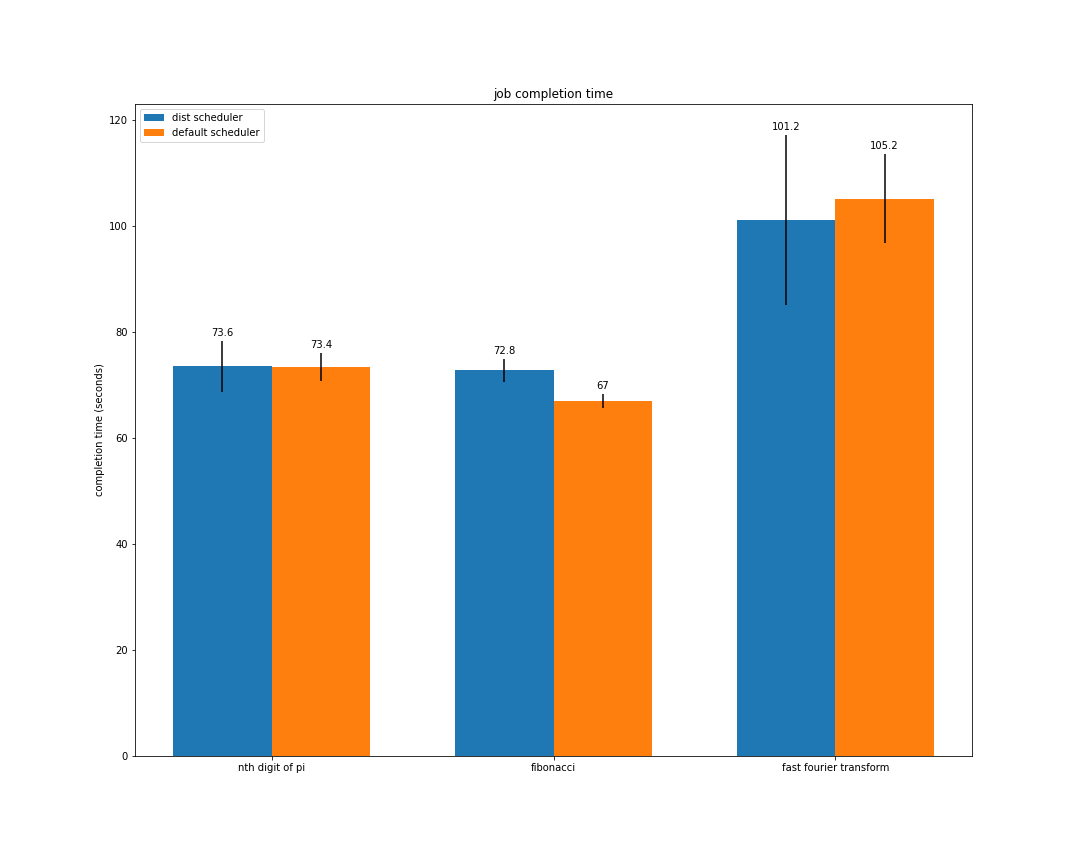 job completion time
dist scheduler
default scheduler
120
100
80
60
40
20
0
completion time (seconds)
73.6
73.4
72.8
67
101.2
105.2
nth digit of pi
fibonacci
fast fourier transform